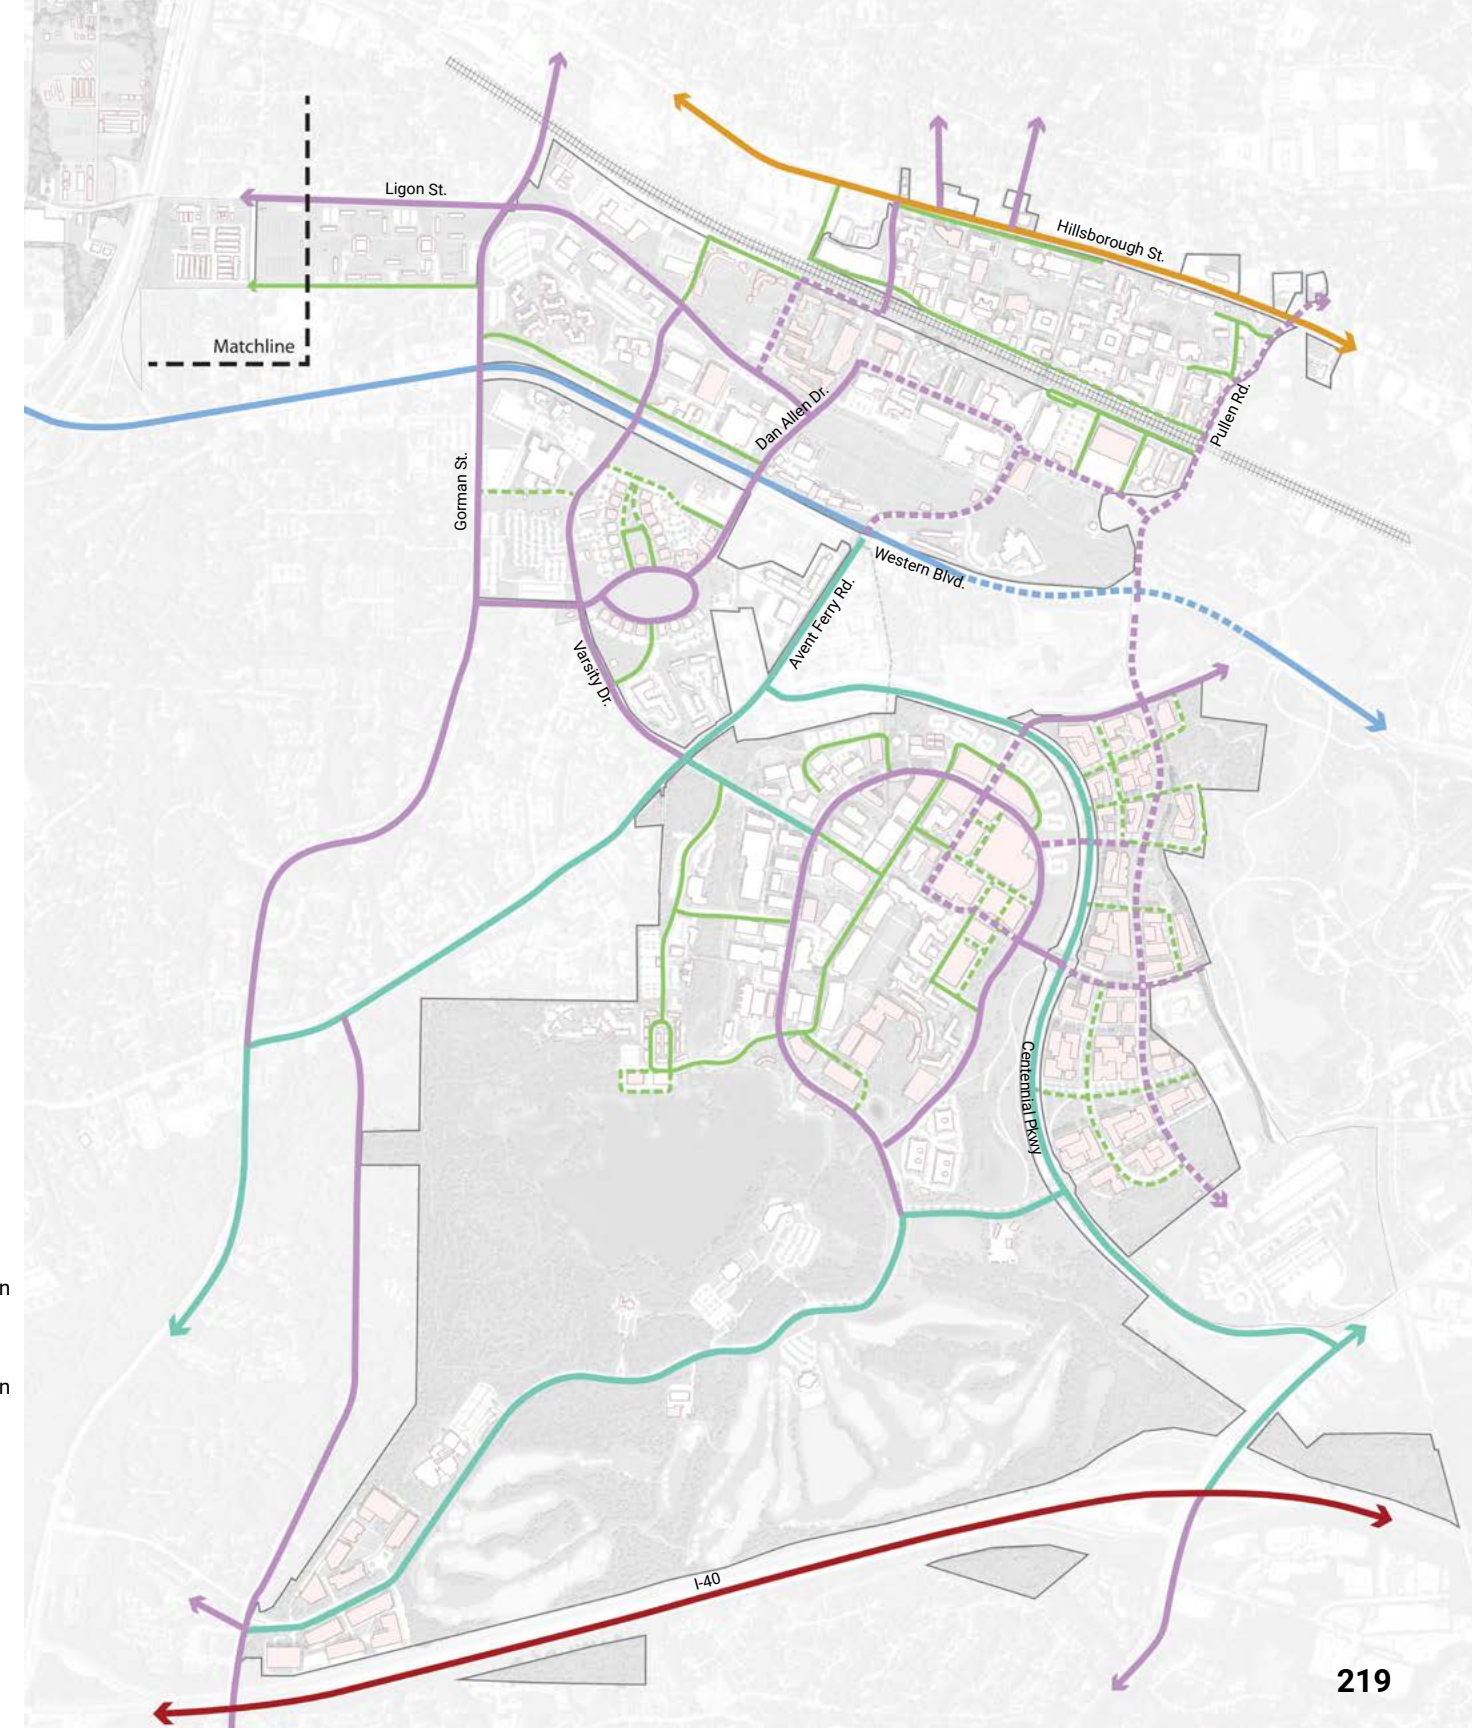 Ligon St.
Hillsborough St.
Matchline
Dan Allen Dr.
Pullen Rd.
Gorman St.
Western Blvd.
Avent Ferry Rd.
Varsity Dr.
Centennial Pkwy
n
n
I-40
219